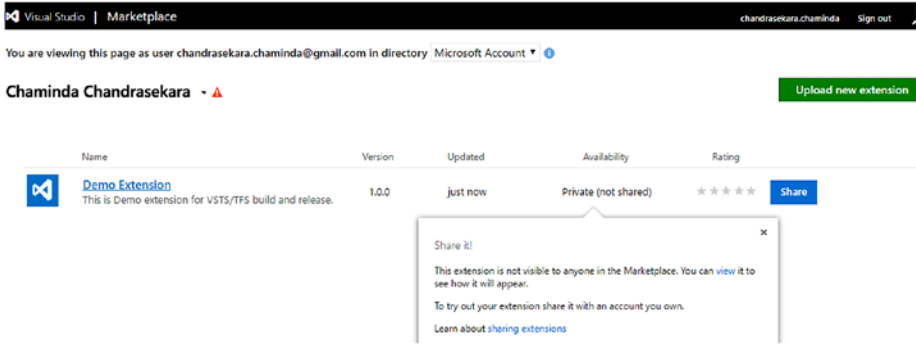 Visual Studio | Marketplace chandrasekara.chaminda Sign out
You are viewing this page as user chandrasekara.chaminda@gmail.com in directory Microsoft Account
Chaminda Chandrasekara Upload new extension
Name Version Updated Availability Rating
Demo Extension 1.0.0 just now Private (not shared) Share
This is Demo extension for VSTS/TFS build and release.
Share it!
This extension is not visible to anyone in the Marketplace. You can view it to
see how it will appear.
To try out your extension share it with an account you own.
Learn about sharing extensions